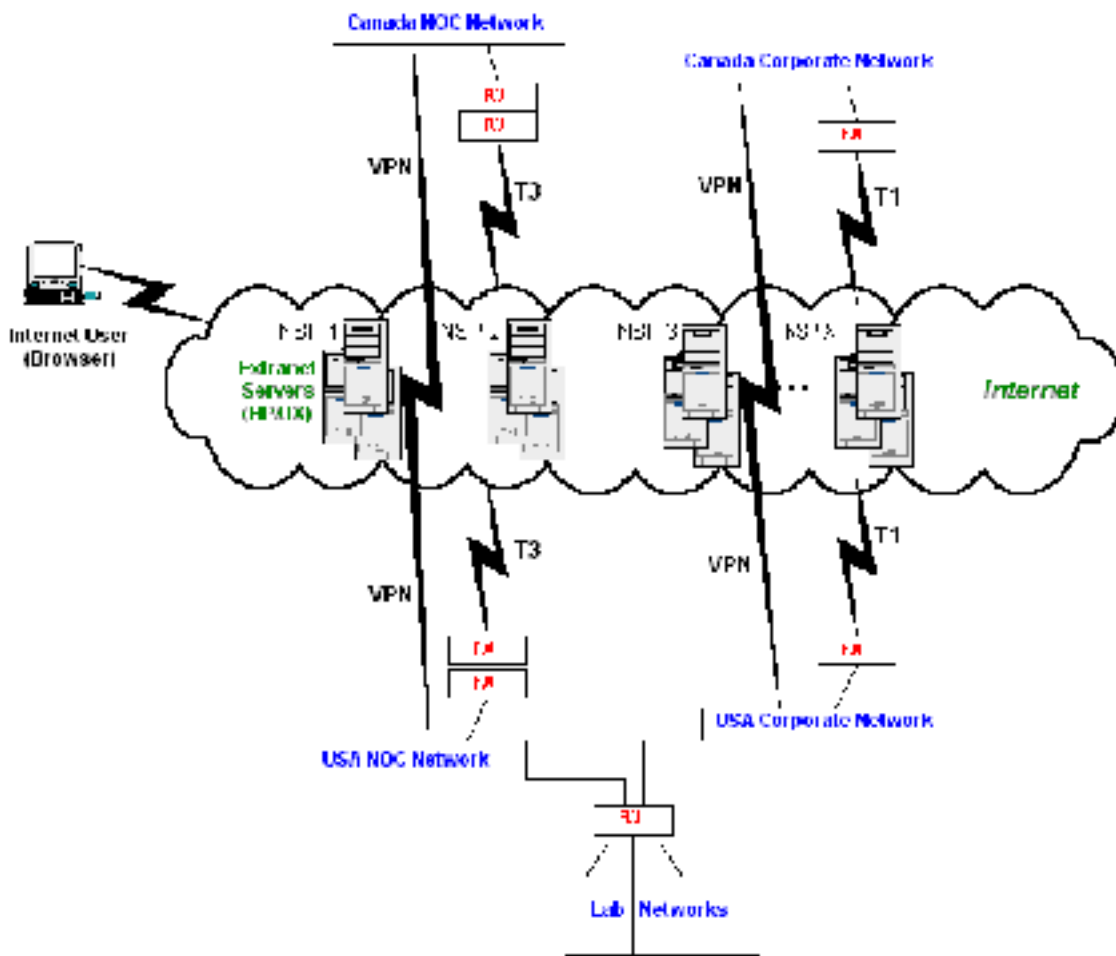 Canada NOC Network
Canada Corporate Network
VPN
T3
VPN
T1
Internet User
(Browser)
Extranet
Servers
Internet
T3
VPN
T1
VPN
USA NOC Network
USA Corporate Network
Lab Networks